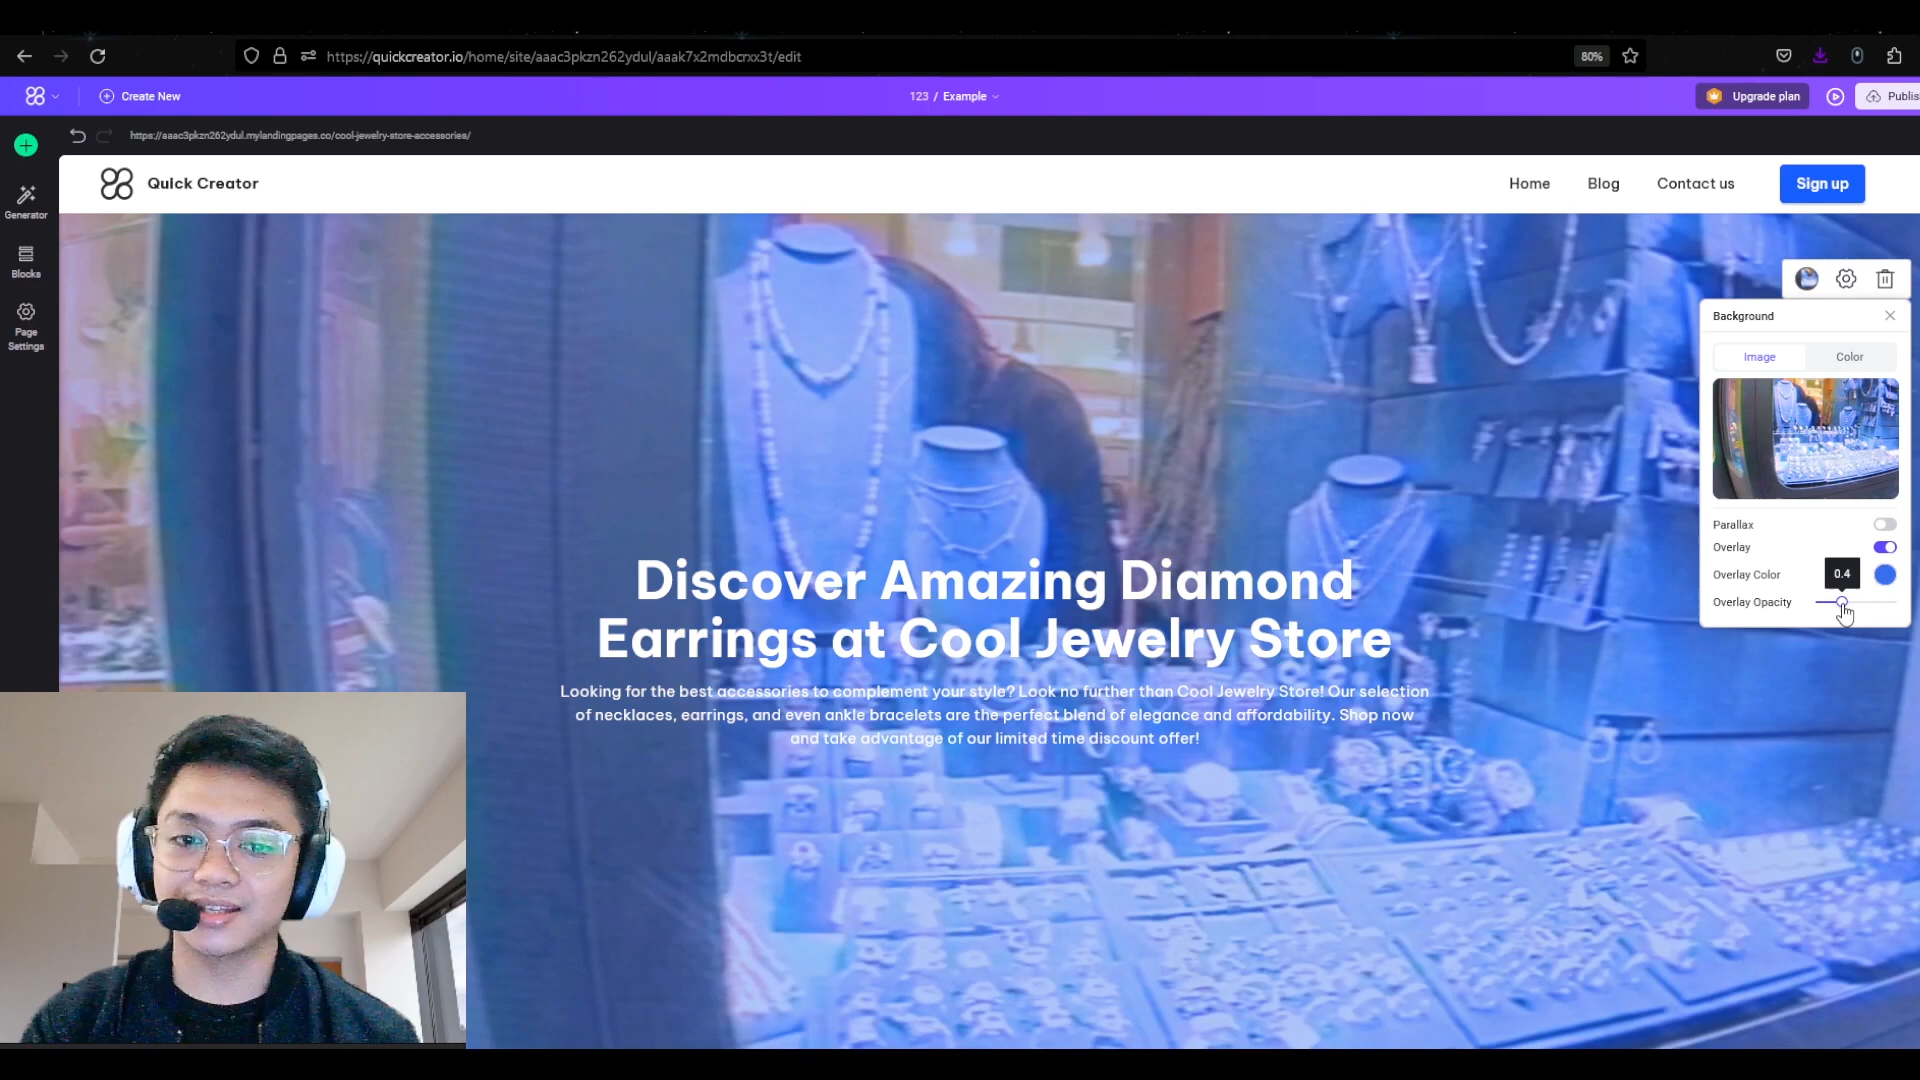 https://quickcreator.io/home/site/aaac3pkzn262ydul/aaak7x2mdbcrxx3t/edit
80%
Create New
123 / Example
Upgrade plan
Publis
https://aaac3pkzn262ydul.mylandingpages.co/cool-jewelry-store-accessories/
Generator
Blocks
Page
Settings
Quick Creator
Home
Blog
Contact us
Sign up
Background
Image
Color
Parallax
Overlay
Overlay Color
0.4
Overlay Opacity
Discover Amazing Diamond
Earrings at Cool Jewelry Store
Looking for the best accessories to complement your style? Look no further than Cool Jewelry Store! Our selection
of necklaces, earrings, and even ankle bracelets are the perfect blend of elegance and affordability. Shop now
and take advantage of our limited time discount offer!